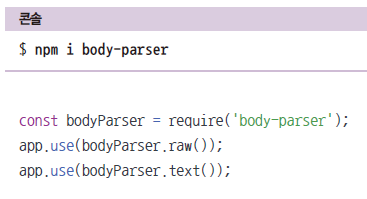 콘솔
$ npm i body-parser
const bodyParser = require('body-parser');
app.use(bodyParser.raw());
app.use(bodyParser.text());